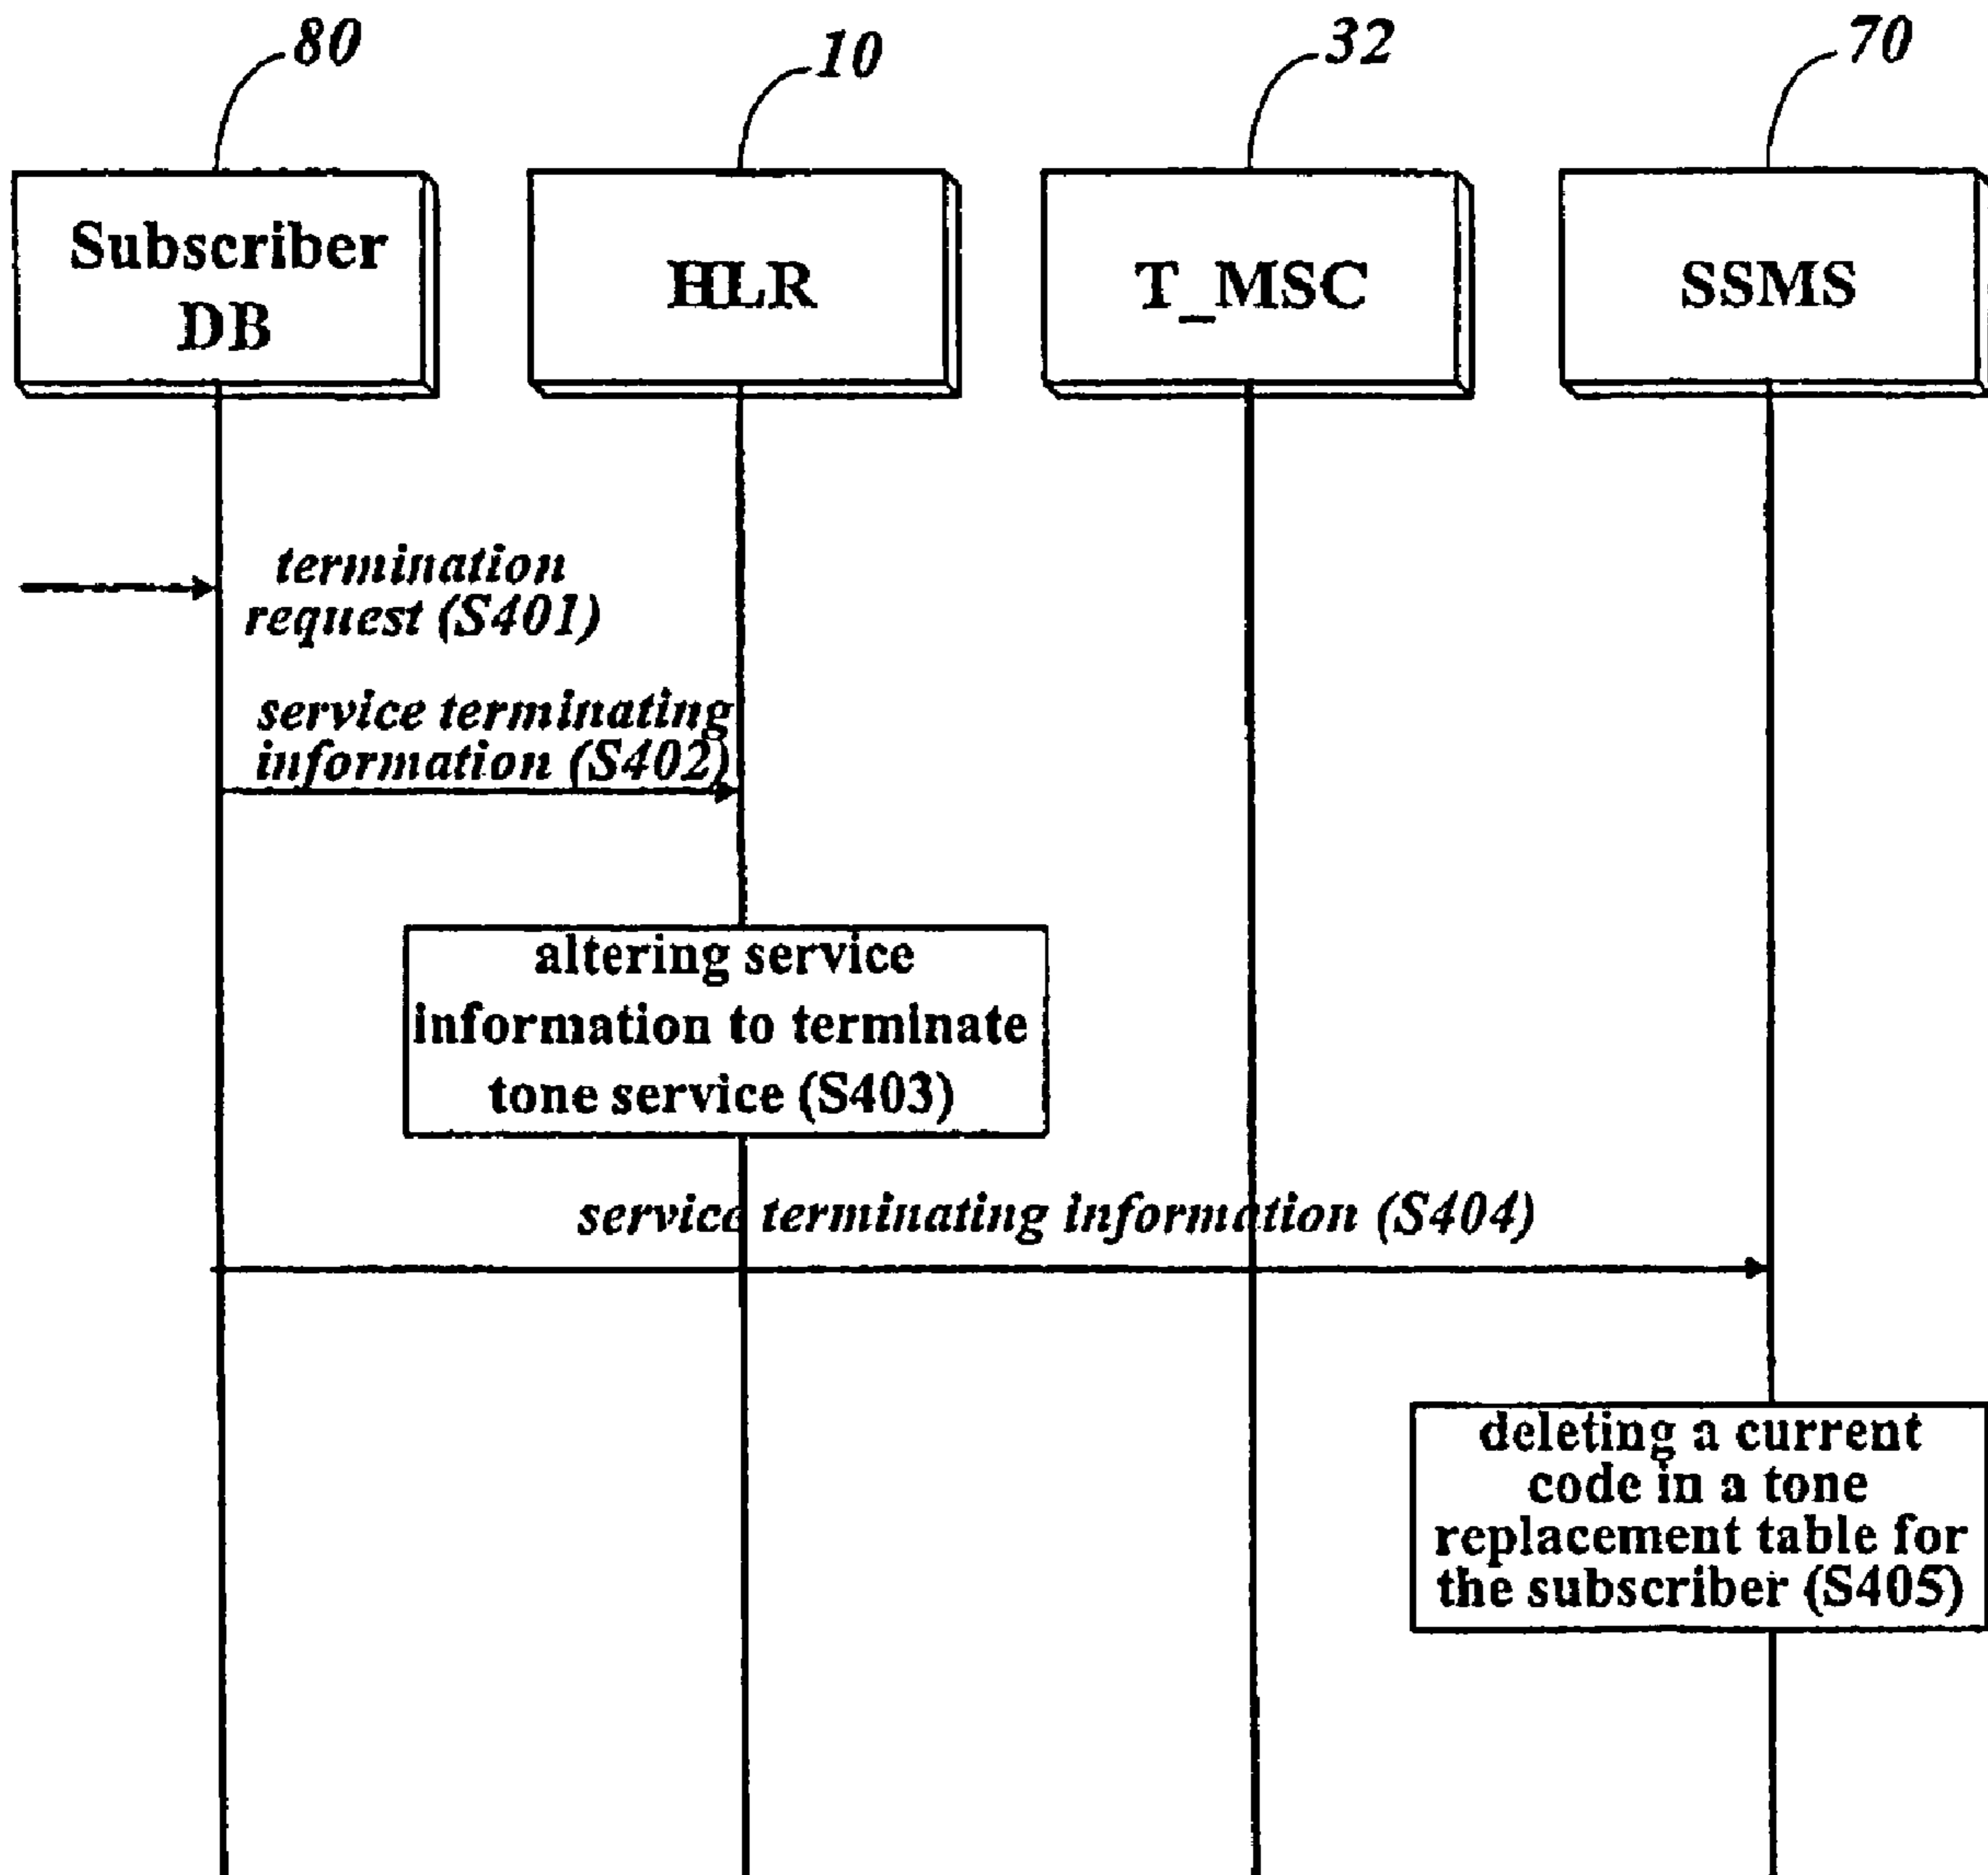 80
10
32
70
Subscriber
DB
HLR
T_MSC
SSMS
termination
request (S401)
service terminating
information (S402)
altering service
information to terminate
tone service (S403)
service terminating information (S404)
deleting a current
code in a tone
replacement table for
the subscriber (S405)